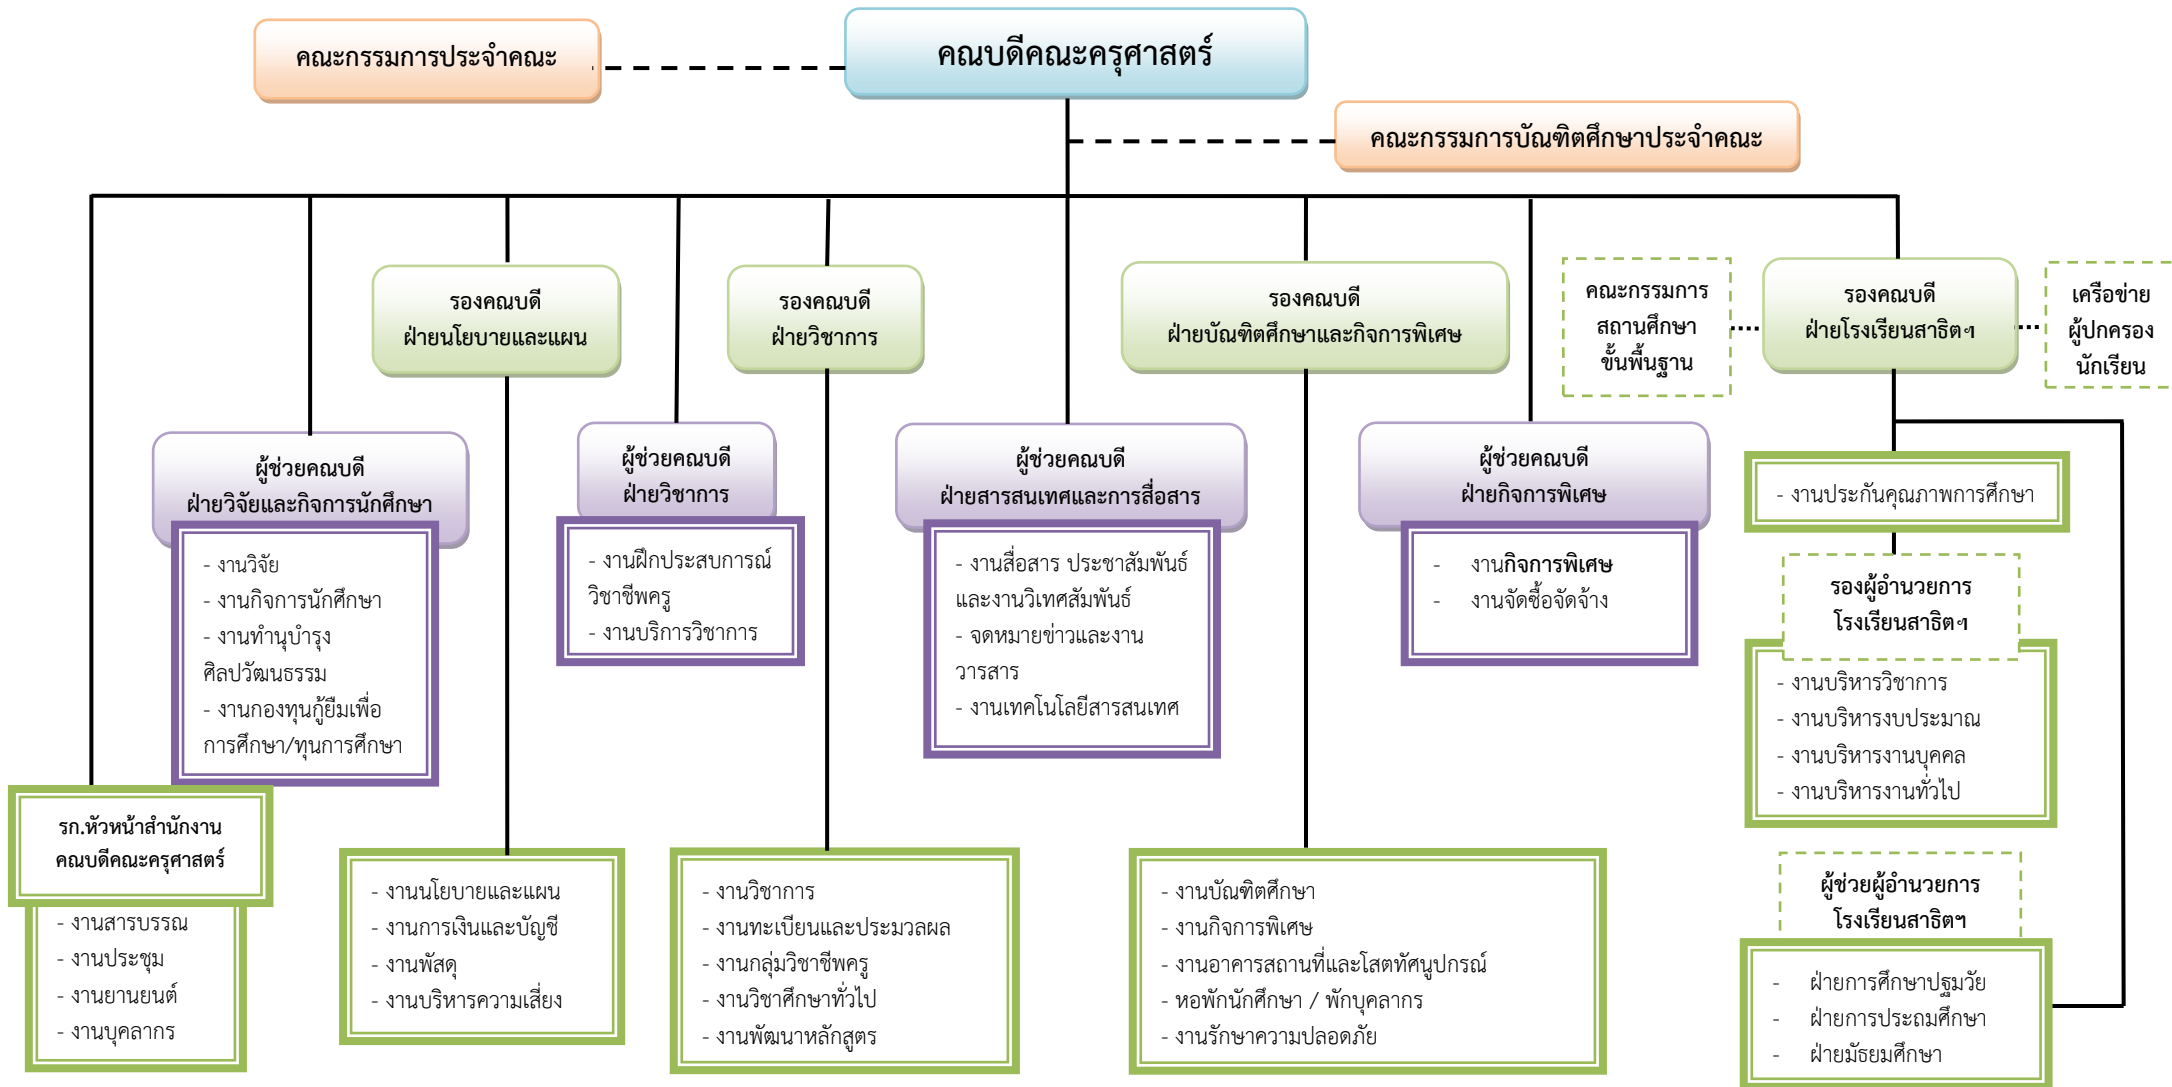 คณะกรรมการประจำคณะ
คณบดีคณะครุศาสตร์
คณะกรรมการบัณฑิตศึกษาประจำคณะ
รองคณบดี
ฝ่ายนโยบายและแผน
รองคณบดี
ฝ่ายวิชาการ
รองคณบดี
ฝ่ายบัณฑิตศึกษาและกิจการพิเศษ
คณะกรรมการ
สถานศึกษา
ขั้นพื้นฐาน
รองคณบดี
ฝ่ายโรงเรียนสาธิตฯ
เครือข่าย
ผู้ปกครอง
นักเรียน
ผู้ช่วยคณบดี
ฝ่ายวิจัยและกิจการนักศึกษา
- งานวิจัย
- งานกิจการนักศึกษา
- งานทำนุบำรุง
ศิลปวัฒนธรรม
- งานกองทุนกู้ยืมเพื่อ
การศึกษา/ทุนการศึกษา
ผู้ช่วยคณบดี
ฝ่ายวิชาการ
- งานฝึกประสบการณ์
วิชาชีพครู
- งานบริการวิชาการ
ผู้ช่วยคณบดี
ฝ่ายสารสนเทศและการสื่อสาร
- งานสื่อสาร ประชาสัมพันธ์
และงานวิเทศสัมพันธ์
- จดหมายข่าวและงาน
วารสาร
- งานเทคโนโลยีสารสนเทศ
ผู้ช่วยคณบดี
ฝ่ายกิจการพิเศษ
- งานกิจการพิเศษ
- งานจัดซื้อจัดจ้าง
- งานประกันคุณภาพการศึกษา
รองผู้อำนวยการ
โรงเรียนสาธิตฯ
- งานบริหารวิชาการ
- งานบริหารงบประมาณ
- งานบริหารงานบุคคล
- งานบริหารงานทั่วไป
รก.หัวหน้าสำนักงาน
คณบดีคณะครุศาสตร์
- งานสารบรรณ
- งานประชุม
- งานยานยนต์
- งานบุคลากร
- งานนโยบายและแผน
- งานการเงินและบัญชี
- งานพัสดุ
- งานบริหารความเสี่ยง
- งานวิชาการ
- งานทะเบียนและประมวลผล
- งานกลุ่มวิชาชีพครู
- งานวิชาศึกษาทั่วไป
- งานพัฒนาหลักสูตร
- งานบัณฑิตศึกษา
- งานกิจการพิเศษ
- งานอาคารสถานที่และโสตทัศนูปกรณ์
- หอพักนักศึกษา / พักบุคลากร
- งานรักษาความปลอดภัย
ผู้ช่วยผู้อำนวยการ
โรงเรียนสาธิตฯ
- ฝ่ายการศึกษาปฐมวัย
- ฝ่ายการประถมศึกษา
- ฝ่ายมัธยมศึกษา